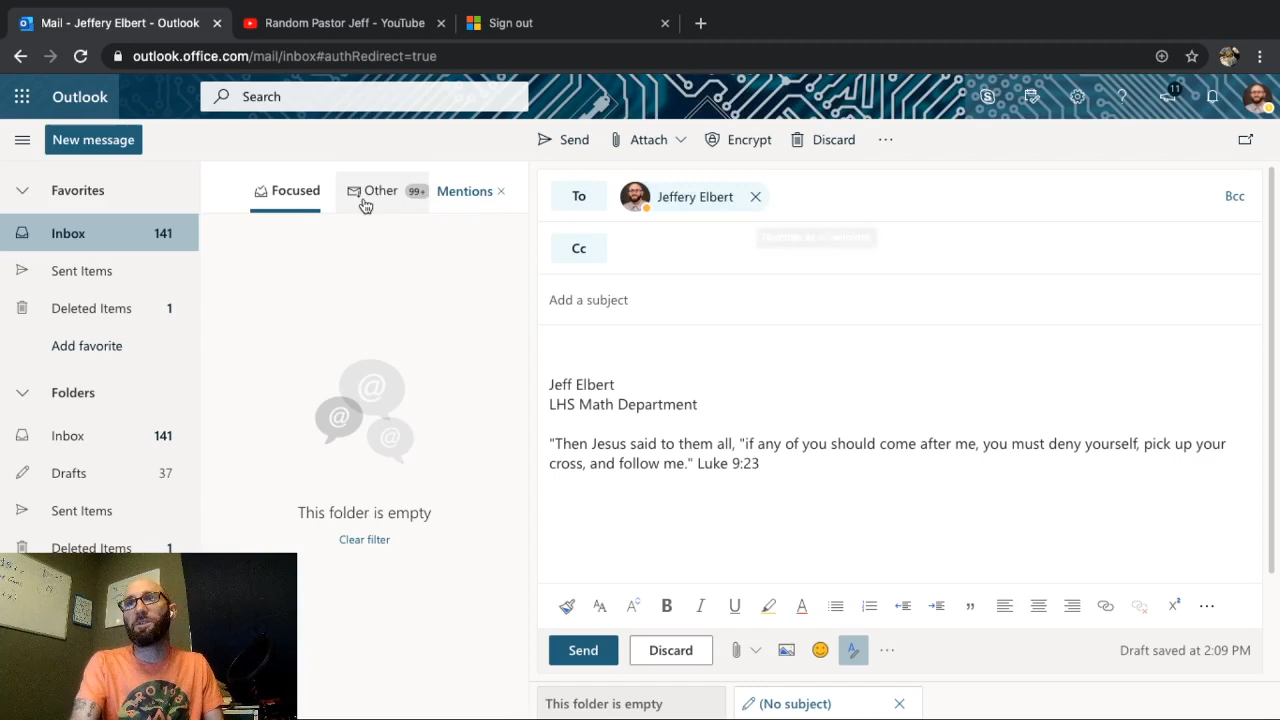 Mail - Jeffery Elbert - Outlook
Random Pastor Jeff - YouTube
Sign out
outlook.office.com/mail/inbox#authRedirect=true
Outlook
Search
11
New message
Send
Attach
Encrypt
Discard
Favorites
Inbox 141
Sent Items
Deleted Items 1
Add favorite
Folders
Inbox 141
Drafts 37
Sent Items
Deleted Items 1
Focused
Other 99+
Mentions
This folder is empty
Clear filter
To
Jeffery Elbert
Bcc
Cc
Add a subject
Jeff Elbert
LHS Math Department
"Then Jesus said to them all, "if any of you should come after me, you must deny yourself, pick up your
cross, and follow me." Luke 9:23
Send
Discard
Draft saved at 2:09 PM
This folder is empty
(No subject)